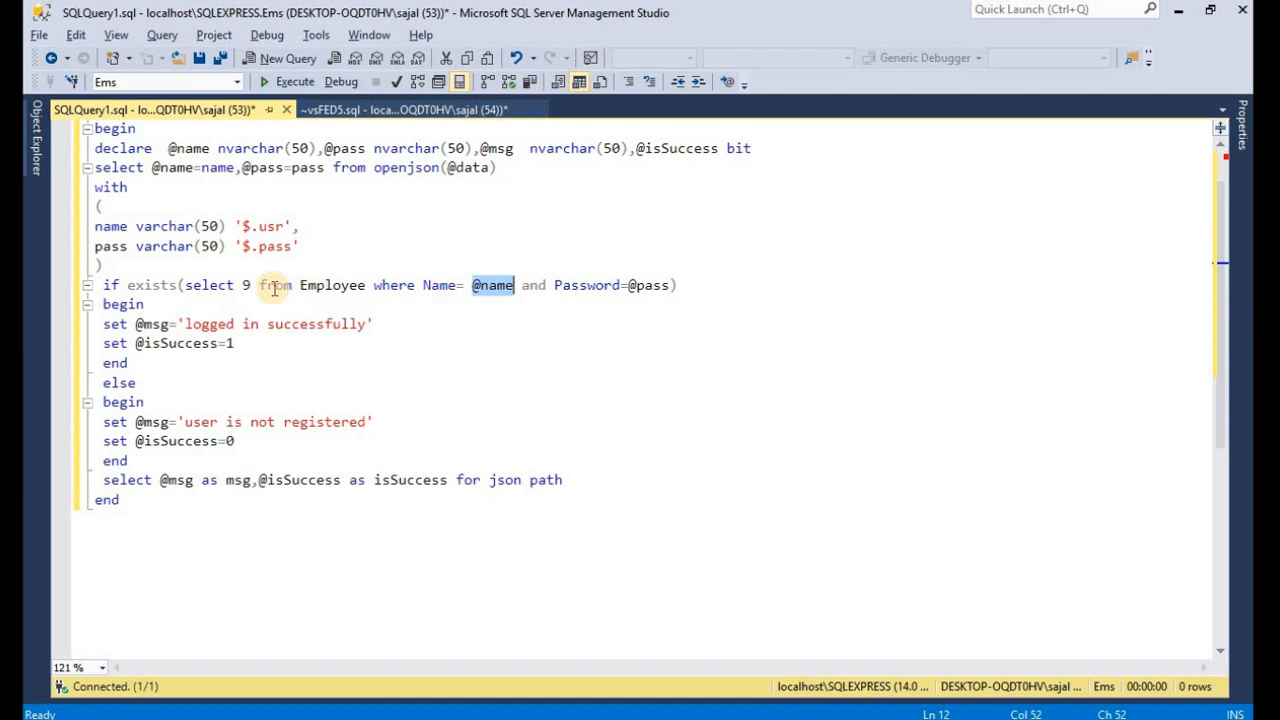 SQLQuery1.sql - localhost\SQLEXPRESS.Ems (DESKTOP-OQDT0HV\sajal (53))* - Microsoft SQL Server Management Studio
Quick Launch (Ctrl+Q)
File Edit View Query Project Debug Tools Window Help
New Query
Generic Debugger
Ems
Execute Debug
SQLQuery1.sql - lo...QDT0HV\sajal (53))*
~vsFED5.sql - loca...OQDT0HV\sajal (54))*
Object Explorer
Properties
begin
declare @name nvarchar(50),@pass nvarchar(50),@msg nvarchar(50),@isSuccess bit
select @name=name,@pass=pass from openjson(@data)
with
(
name varchar(50) '$.usr',
pass varchar(50) '$.pass'
)
if exists(select 9 from Employee where Name= @name and Password=@pass)
begin
set @msg='logged in successfully'
set @isSuccess=1
end
else
begin
set @msg='user is not registered'
set @isSuccess=0
end
select @msg as msg,@isSuccess as isSuccess for json path
end
121 %
Connected. (1/1)
localhost\SQLEXPRESS (14.0 ... DESKTOP-OQDT0HV\sajal ... Ems 00:00:00 0 rows
Ready
Ln 12 Col 52 Ch 52 INS